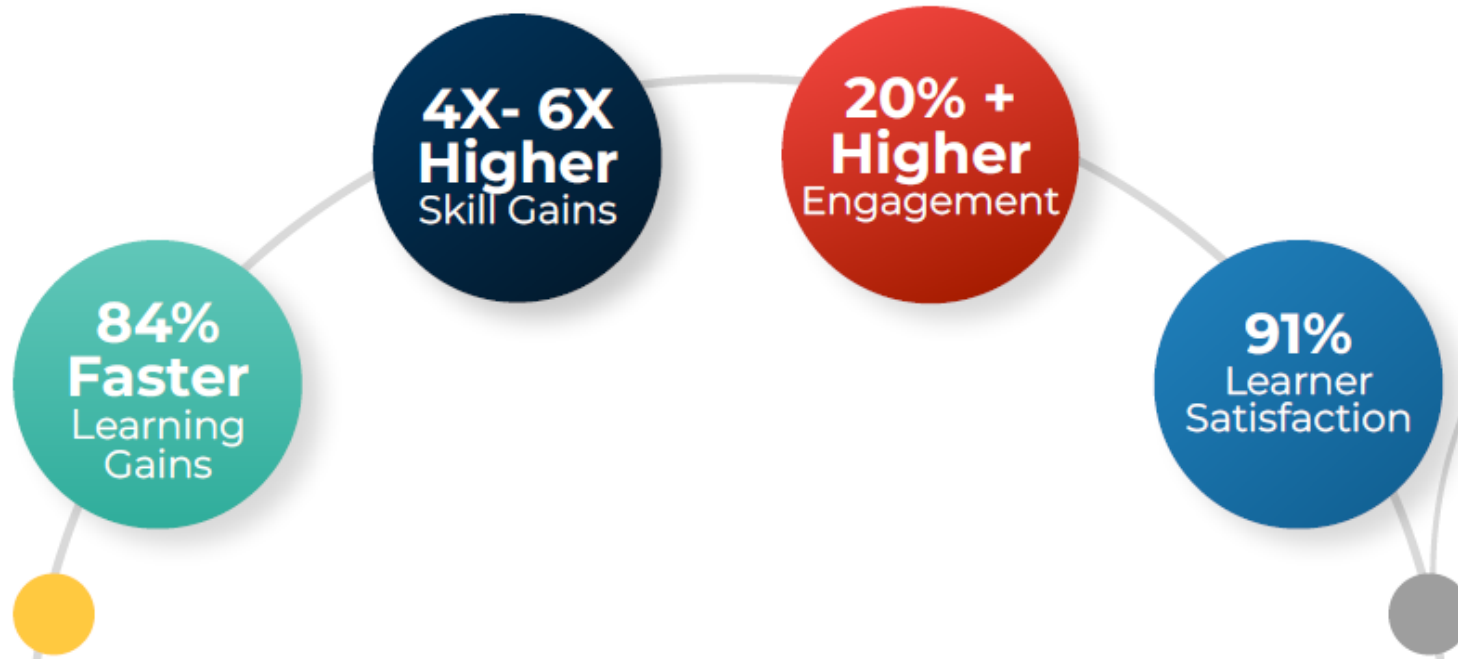 84%
Faster
Learning
Gains
4X- 6X
Higher
Skill Gains
20% +
Higher
Engagement
91%
Learner
Satisfaction